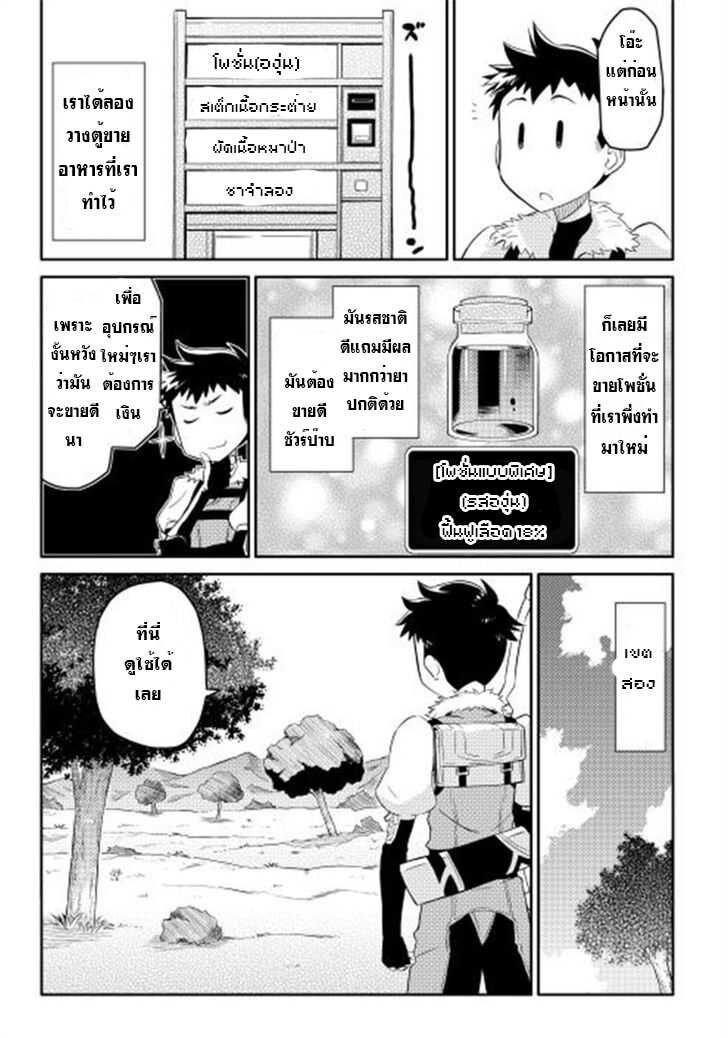 โอ๊ะ
แต่ก่อน
หน้านั้น
ズーーーン
โพชั่น(องุ่น)
สเต็กเนื้อกระต่าย
ผัดเนื้อหมาป่า
ชาจำลอง
เราได้ลอง
วางตู้ขาย
อาหารที่เรา
ทำไว้
ก็เลยมี
โอกาสที่จะ
ขายโพชั่น
ที่เราพึ่งทำ
มาใหม่
มันรสชาติ
ดีแถมมีผล
มากกว่ายา
ปกติด้วย
มันต้อง
ขายดี
ชัวร์ป๊าบ
[โพชั่นแบบพิเศษ]
(รสองุ่น)
ฟื้นฟูเลือด 18%
เพื่อ
อุปกรณ์
ใหม่ๆเรา
ต้องการ
เงิน
เพราะ
งั้นหวัง
ว่ามัน
จะขายดี
นา
เขต
สอง
ที่นี่
ดูใช้ได้
เลย